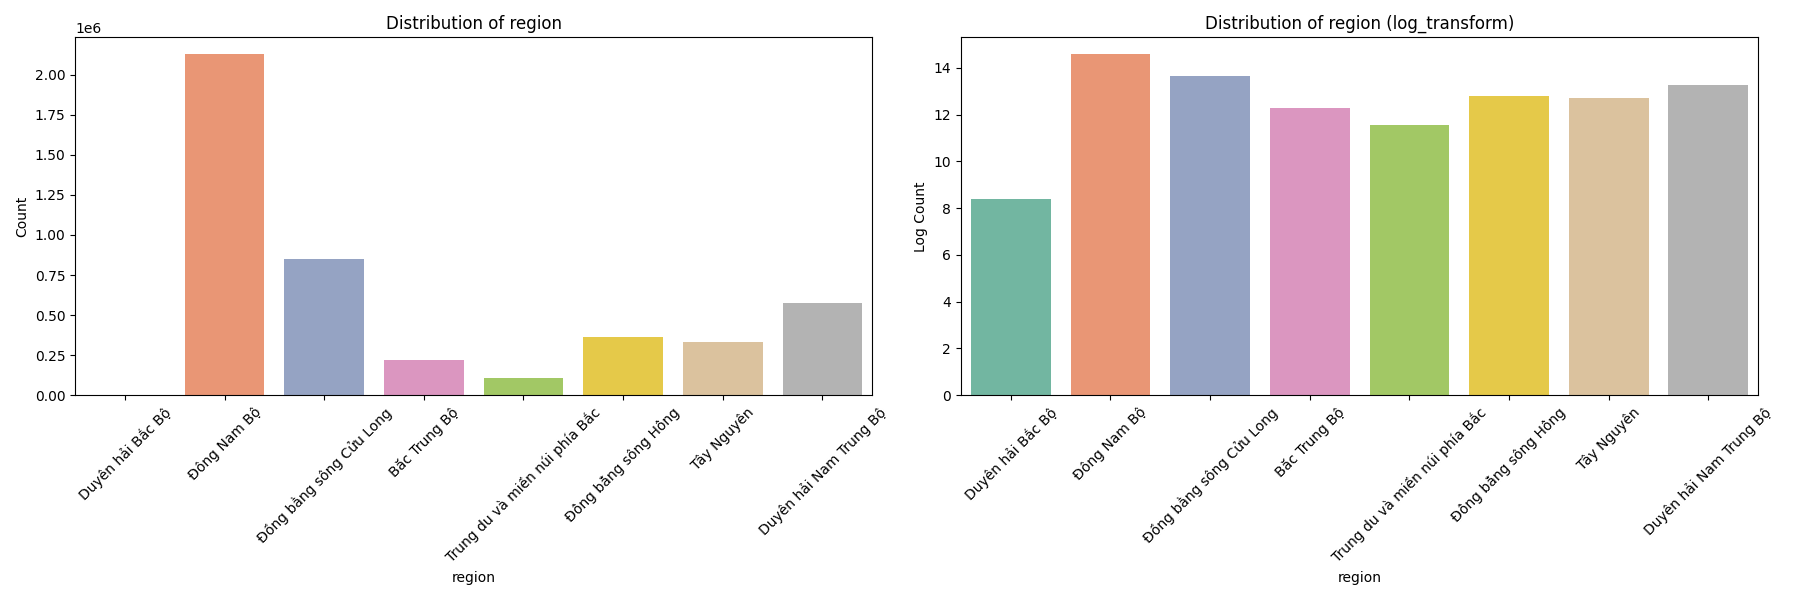 Distribution of region
1e6
2.00
1.75
1.50
1.25
1.00
0.75
0.50
0.25
0.00
Count
Duyên hải Bắc Bộ
Đông Nam Bộ
Đồng bằng sông Cửu Long
Bắc Trung Bộ
Trung du và miền núi phía Bắc
Đồng bằng sông Hồng
Tây Nguyên
Duyên hải Nam Trung Bộ
region
Distribution of region (log_transform)
14
12
10
8
6
4
2
0
Log Count
Duyên hải Bắc Bộ
Đông Nam Bộ
Đồng bằng sông Cửu Long
Bắc Trung Bộ
Trung du và miền núi phía Bắc
Đồng bằng sông Hồng
Tây Nguyên
Duyên hải Nam Trung Bộ
region